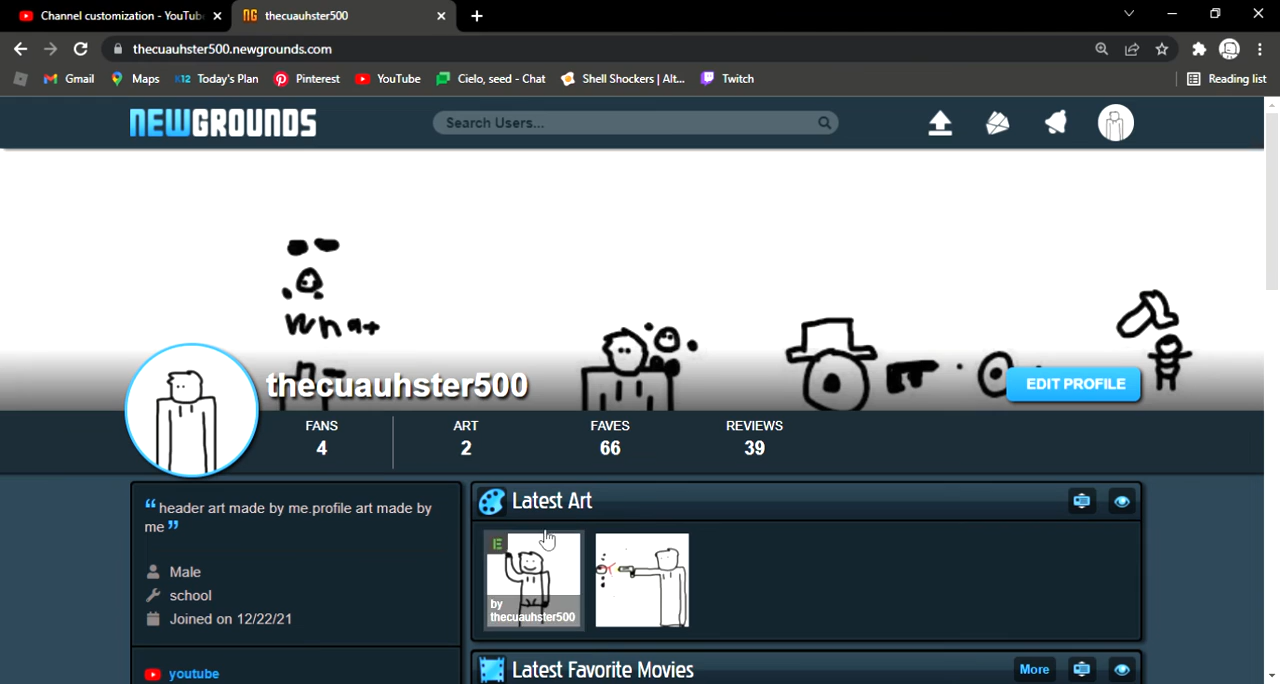 Channel customization - YouTub
thecuauhster500
thecuauhster500.newgrounds.com
Gmail
Maps
K12 Today's Plan
Pinterest
YouTube
Cielo, seed - Chat
Shell Shockers | Alt...
Twitch
Reading list
NEWGROUNDS
Search Users...
what
thecuauhster500
EDIT PROFILE
FANS
4
ART
2
FAVES
66
REVIEWS
39
“ header art made by me.profile art made by
me ”
Male
school
Joined on 12/22/21
youtube
Latest Art
E
by
thecuauhster500
Latest Favorite Movies
More